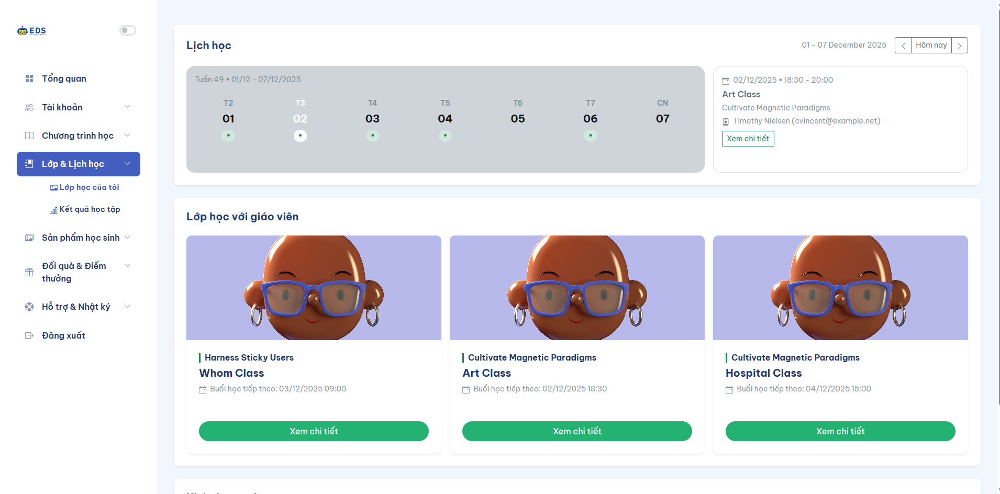 EDS
Tổng quan
Tài khoản
Chương trình học
Lớp & Lịch học
Lớp học của tôi
Kết quả học tập
Sản phẩm học sinh
Đổi quà & Điểm
thưởng
Hỗ trợ & Nhật ký
Đăng xuất
Lịch học
01 - 07 December 2025
Hôm nay
Tuần 49 • 01/12 - 07/12/2025
T2 T3 T4 T5 T6 T7 CN
01 02 03 04 05 06 07
02/12/2025 • 18:30 - 20:00
Art Class
Cultivate Magnetic Paradigms
Timothy Nielsen (cvincent@example.net)
Xem chi tiết
Lớp học với giáo viên
Harness Sticky Users
Whom Class
Buổi học tiếp theo: 03/12/2025 09:00
Xem chi tiết
Cultivate Magnetic Paradigms
Art Class
Buổi học tiếp theo: 02/12/2025 18:30
Xem chi tiết
Cultivate Magnetic Paradigms
Hospital Class
Buổi học tiếp theo: 04/12/2025 15:00
Xem chi tiết